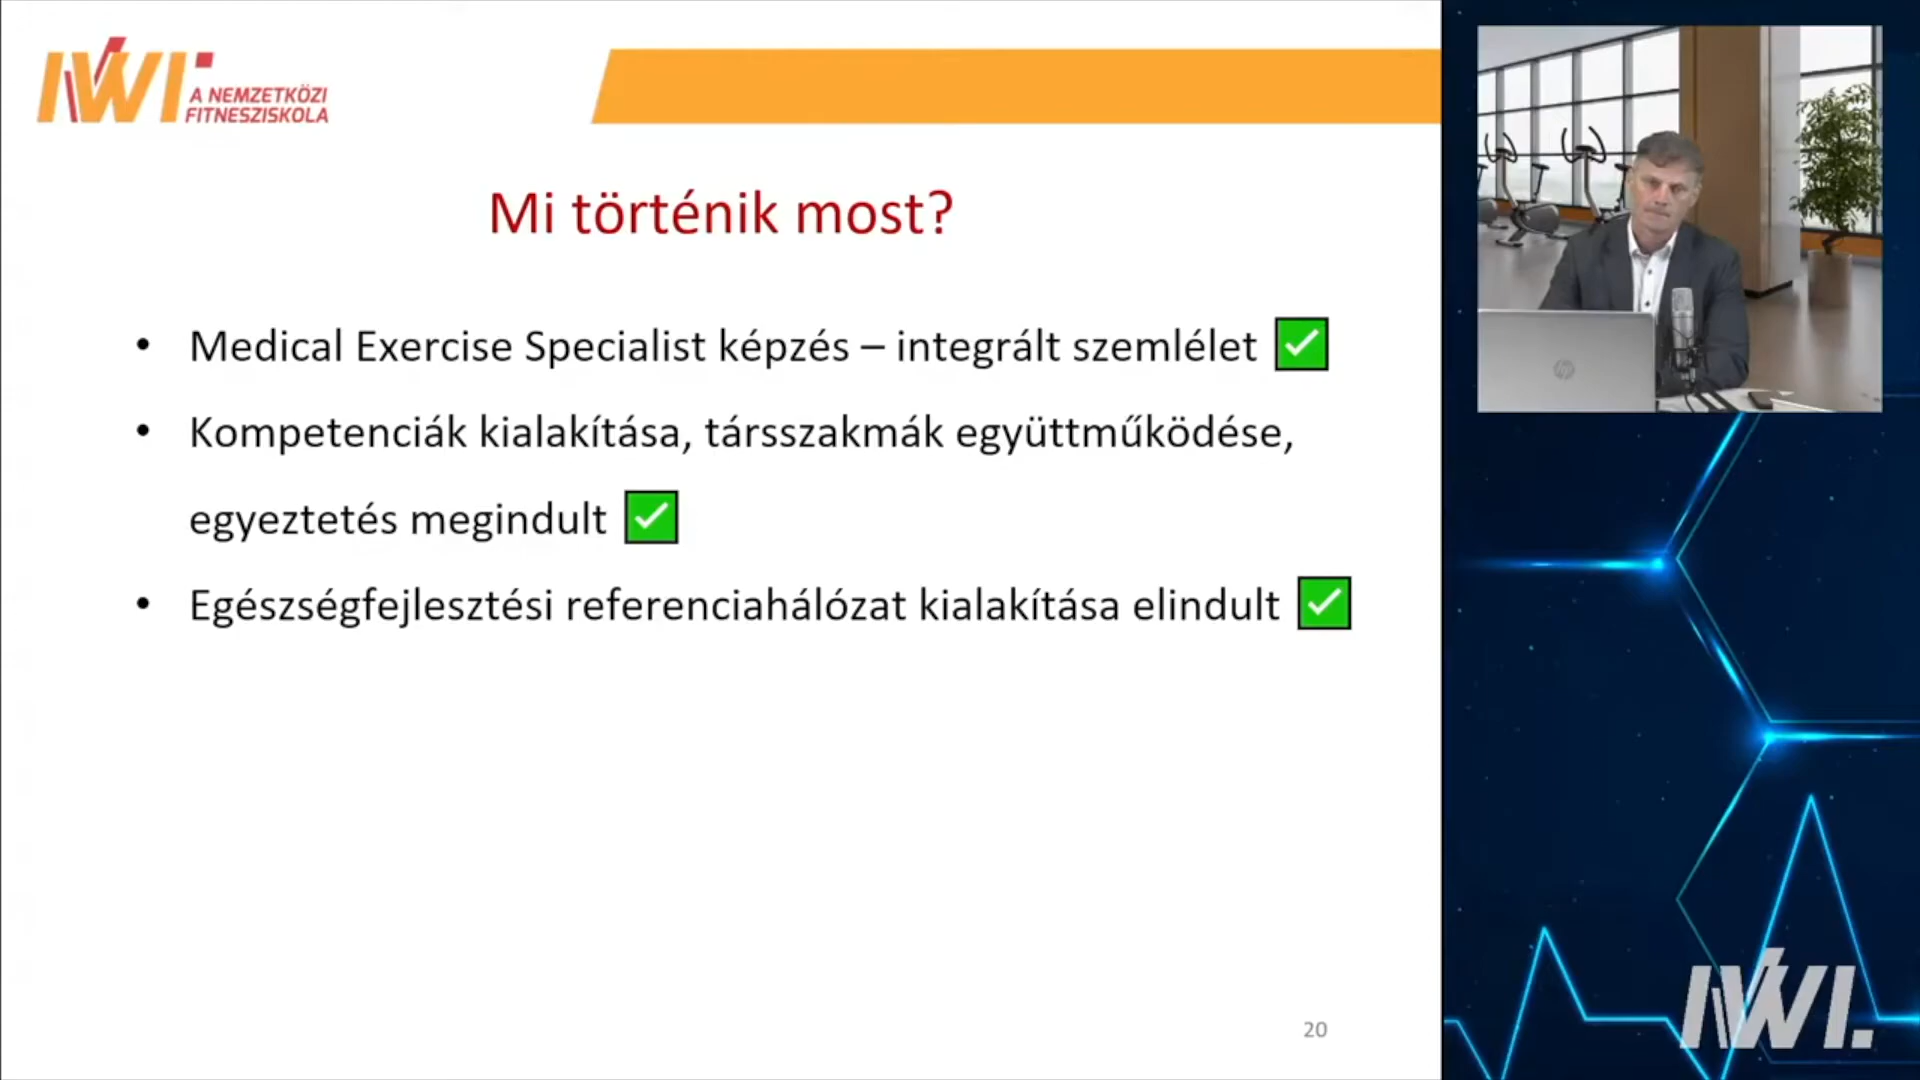 IWI.
A NEMZETKÖZI
FITNESZISKOLA
Mi történik most?
• Medical Exercise Specialist képzés – integrált szemlélet ✅
• Kompetenciák kialakítása, társszakmák együttműködése,
egyeztetés megindult ✅
• Egészségfejlesztési referenciahálózat kialakítása elindult ✅
20
hp
IWI.